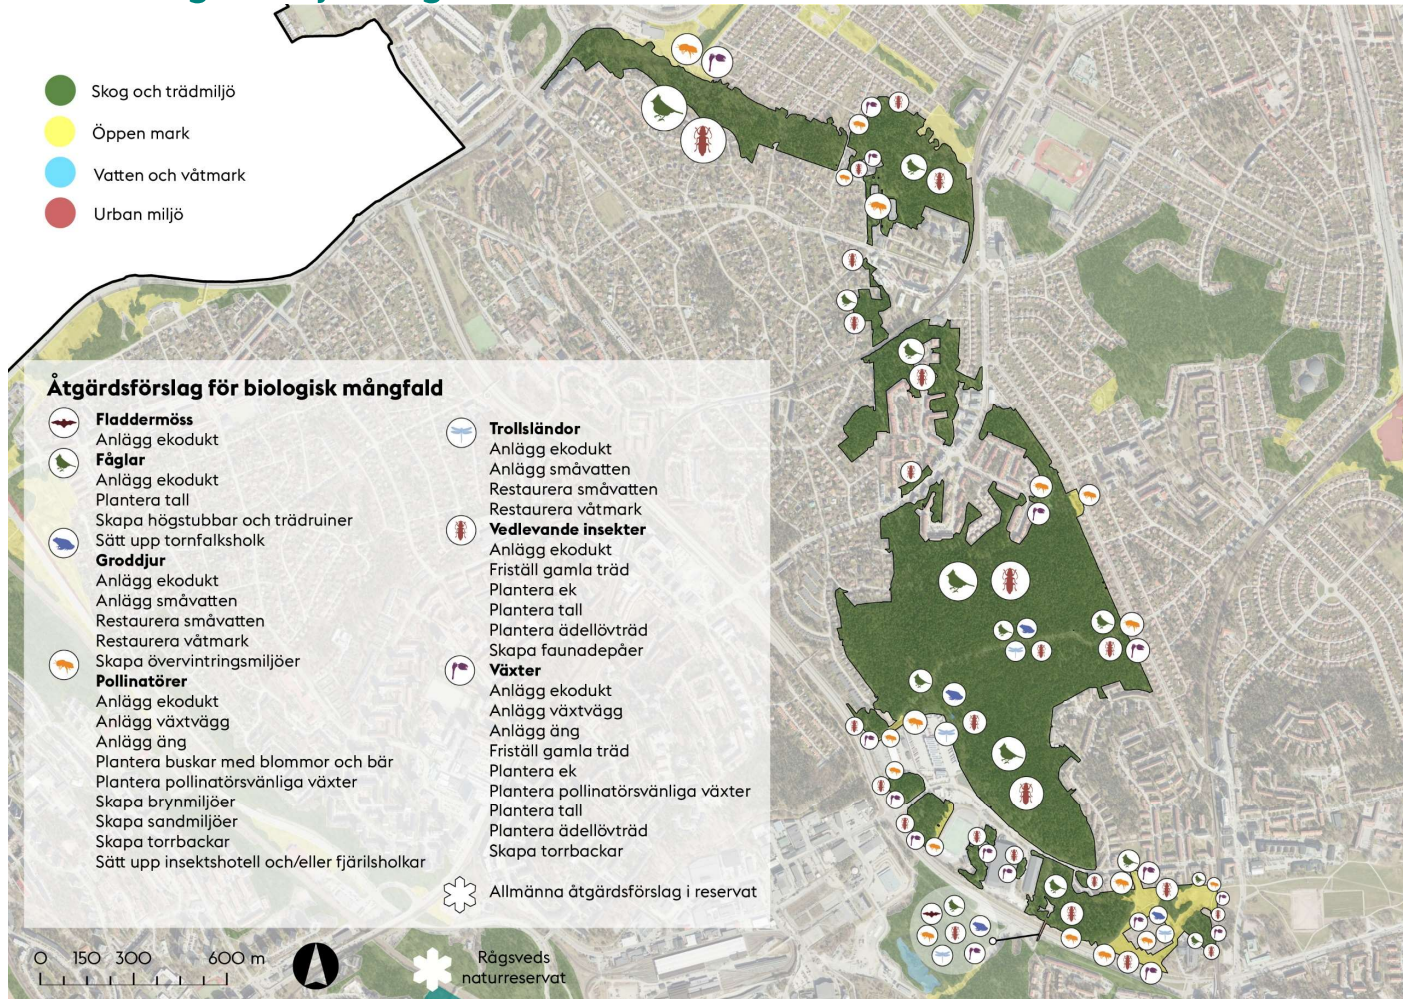 Skog och trädmiljö
Öppen mark
Vatten och våtmark
Urban miljö
Åtgärdsförslag för biologisk mångfald
Fladdermöss
Anlägg ekodukt
Fåglar
Anlägg ekodukt
Plantera tall
Skapa högstubbar och trädruiner
Sätt upp tornfalksholk
Groddjur
Anlägg ekodukt
Anlägg småvatten
Restaurera småvatten
Restaurera våtmark
Skapa övervintringsmiljöer
Pollinatörer
Anlägg ekodukt
Anlägg växtvägg
Anlägg äng
Plantera buskar med blommor och bär
Plantera pollinatörsvänliga växter
Skapa brynmiljöer
Skapa sandmiljöer
Skapa torrbackar
Sätt upp insektshotell och/eller fjärilsholkar
Trollsländor
Anlägg ekodukt
Anlägg småvatten
Restaurera småvatten
Restaurera våtmark
Vedlevande insekter
Anlägg ekodukt
Friställ gamla träd
Plantera ek
Plantera tall
Plantera ädellövträd
Skapa faunadepåer
Växter
Anlägg ekodukt
Anlägg växtvägg
Anlägg äng
Friställ gamla träd
Plantera ek
Plantera pollinatörsvänliga växter
Plantera tall
Plantera ädellövträd
Skapa torrbackar
Allmänna åtgärdsförslag i reservat
0 150 300 600 m
Rågsveds
naturreservat